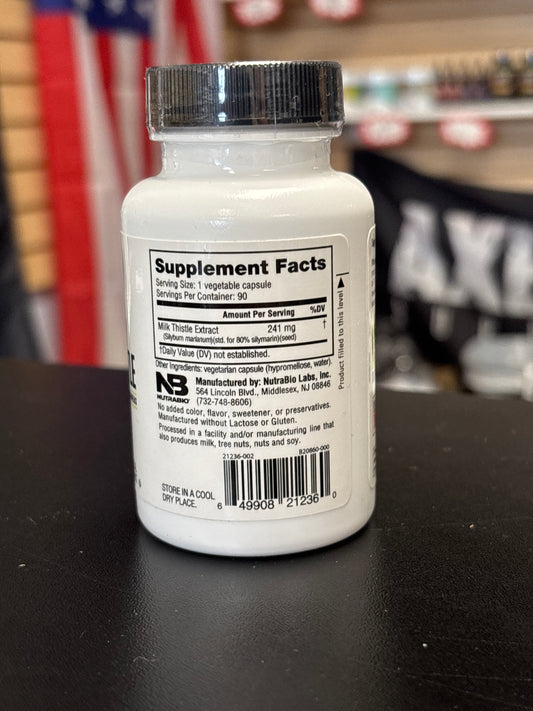 Supplement Facts
Serving Size: 1 vegetable capsule
Servings Per Container: 90
Amount Per Serving %DV
Milk Thistle Extract 241 mg †
(Silybum marianum)(std. for 80% silymarin)(seed)
†Daily Value (DV) not established.
Other ingredients: vegetarian capsule (hypromellose, water).
NB
NUTRABIO
Manufactured by: NutraBio Labs, Inc.
564 Lincoln Blvd., Middlesex, NJ 08846
(732-748-8606)
No added color, flavor, sweetener, or preservatives.
Manufactured without Lactose or Gluten.
Processed in a facility and/or manufacturing line that
also produces milk, tree nuts, nuts and soy.
21236-002 B20860-000
STORE IN A COOL
DRY PLACE.
6 49908 21236 0
Product filled to this level
AXE